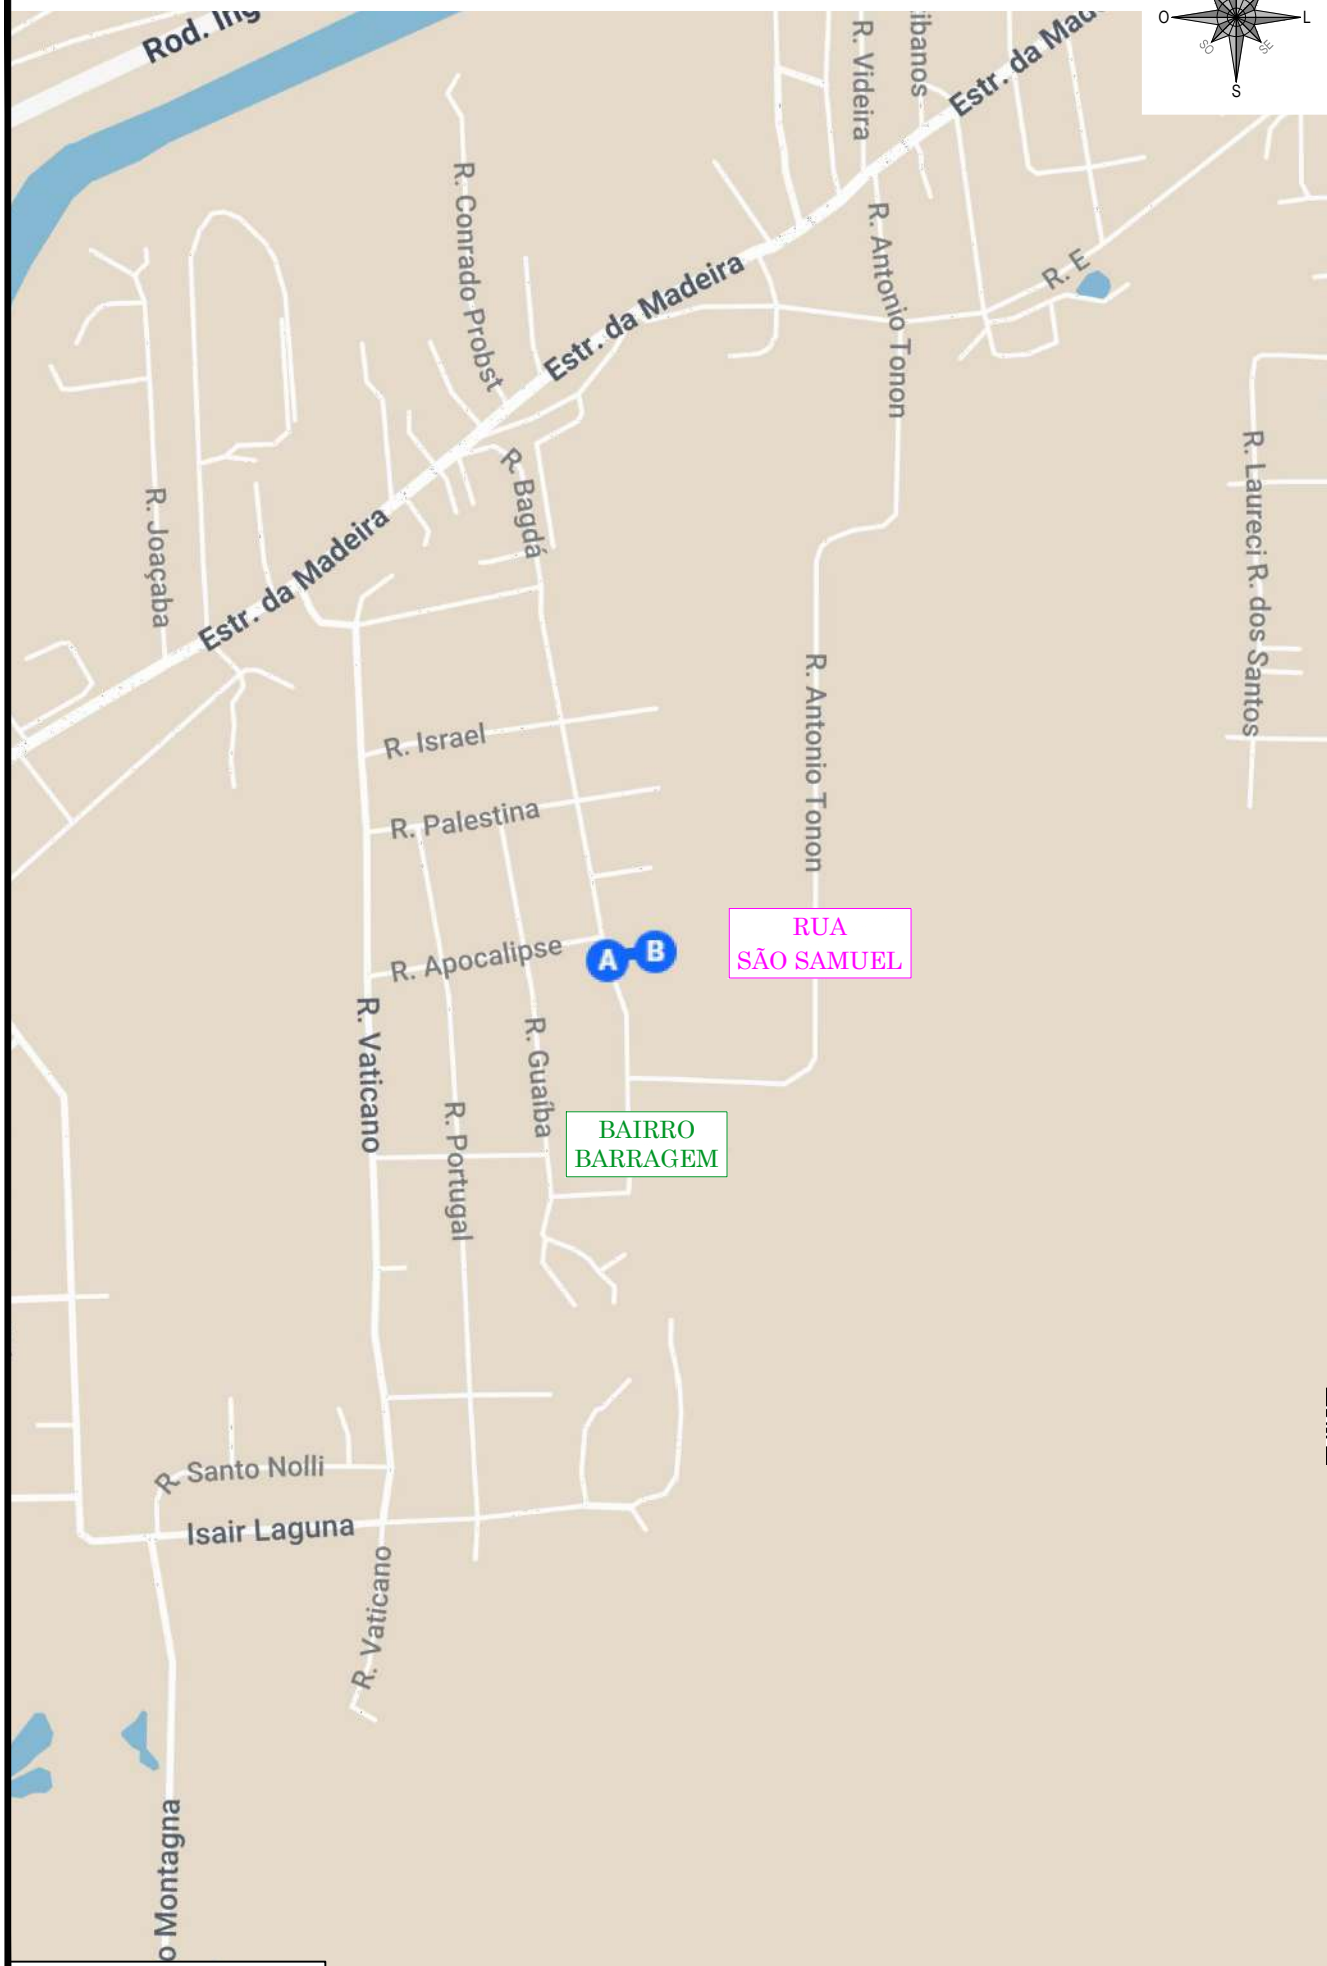 Rod. Ing
O
L
SO
SE
S
R. Videira
ibanos
Estr. da Mad
R. Conrado Probst
R. Antonio Tonon
R. E
Estr. da Madeira
R. Bagdá
R. Joaçaba
Estr. da Madeira
R. Laureci R. dos Santos
R. Israel
R. Antonio Tonon
R. Palestina
RUA
SÃO SAMUEL
R. Apocalipse
A
B
R. Vaticano
R. Guaíba
R. Portugal
BAIRRO
BARRAGEM
R. Santo Nolli
Isair Laguna
R. Vaticano
o Montagna